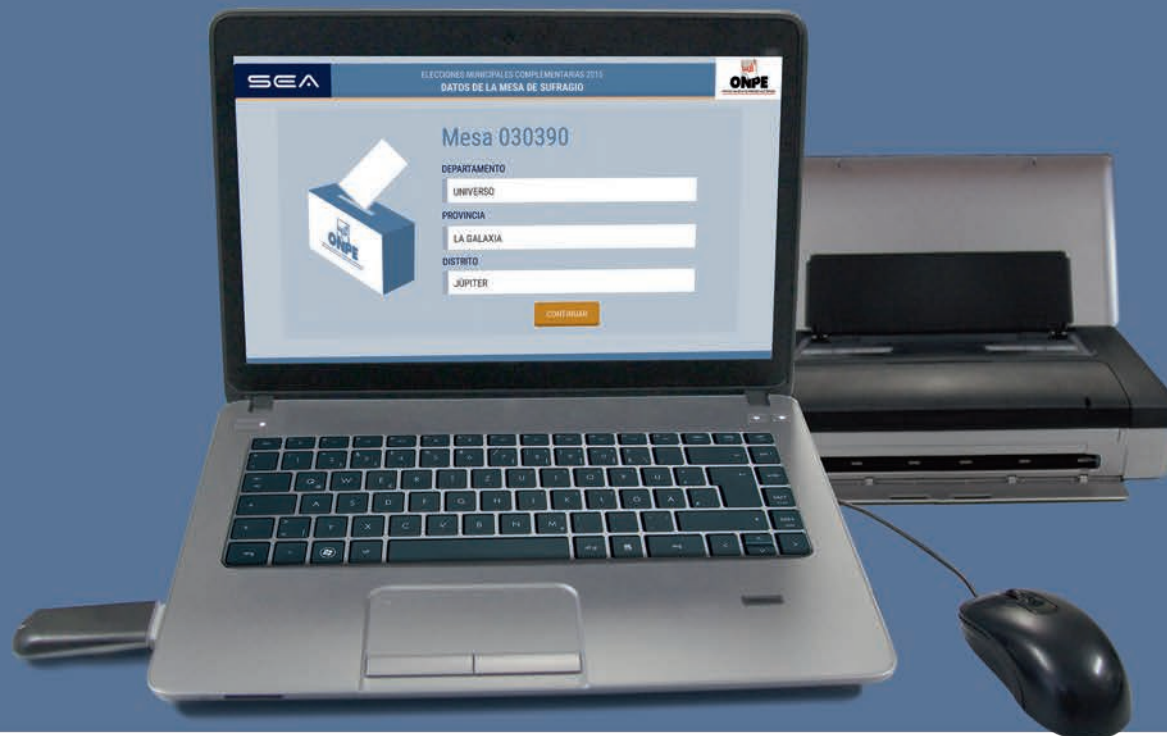 SEA
ELECCIONES MUNICIPALES COMPLEMENTARIAS 2015
DATOS DE LA MESA DE SUFRAGIO
ONPE
Mesa 030390
DEPARTAMENTO
UNIVERSO
PROVINCIA
LA GALAXIA
DISTRITO
JÚPITER
CONTINUAR
ONPE
Q W E R T Z U I O P Ü
A S D F G H J K L Ö Ä
Y X C V B N M